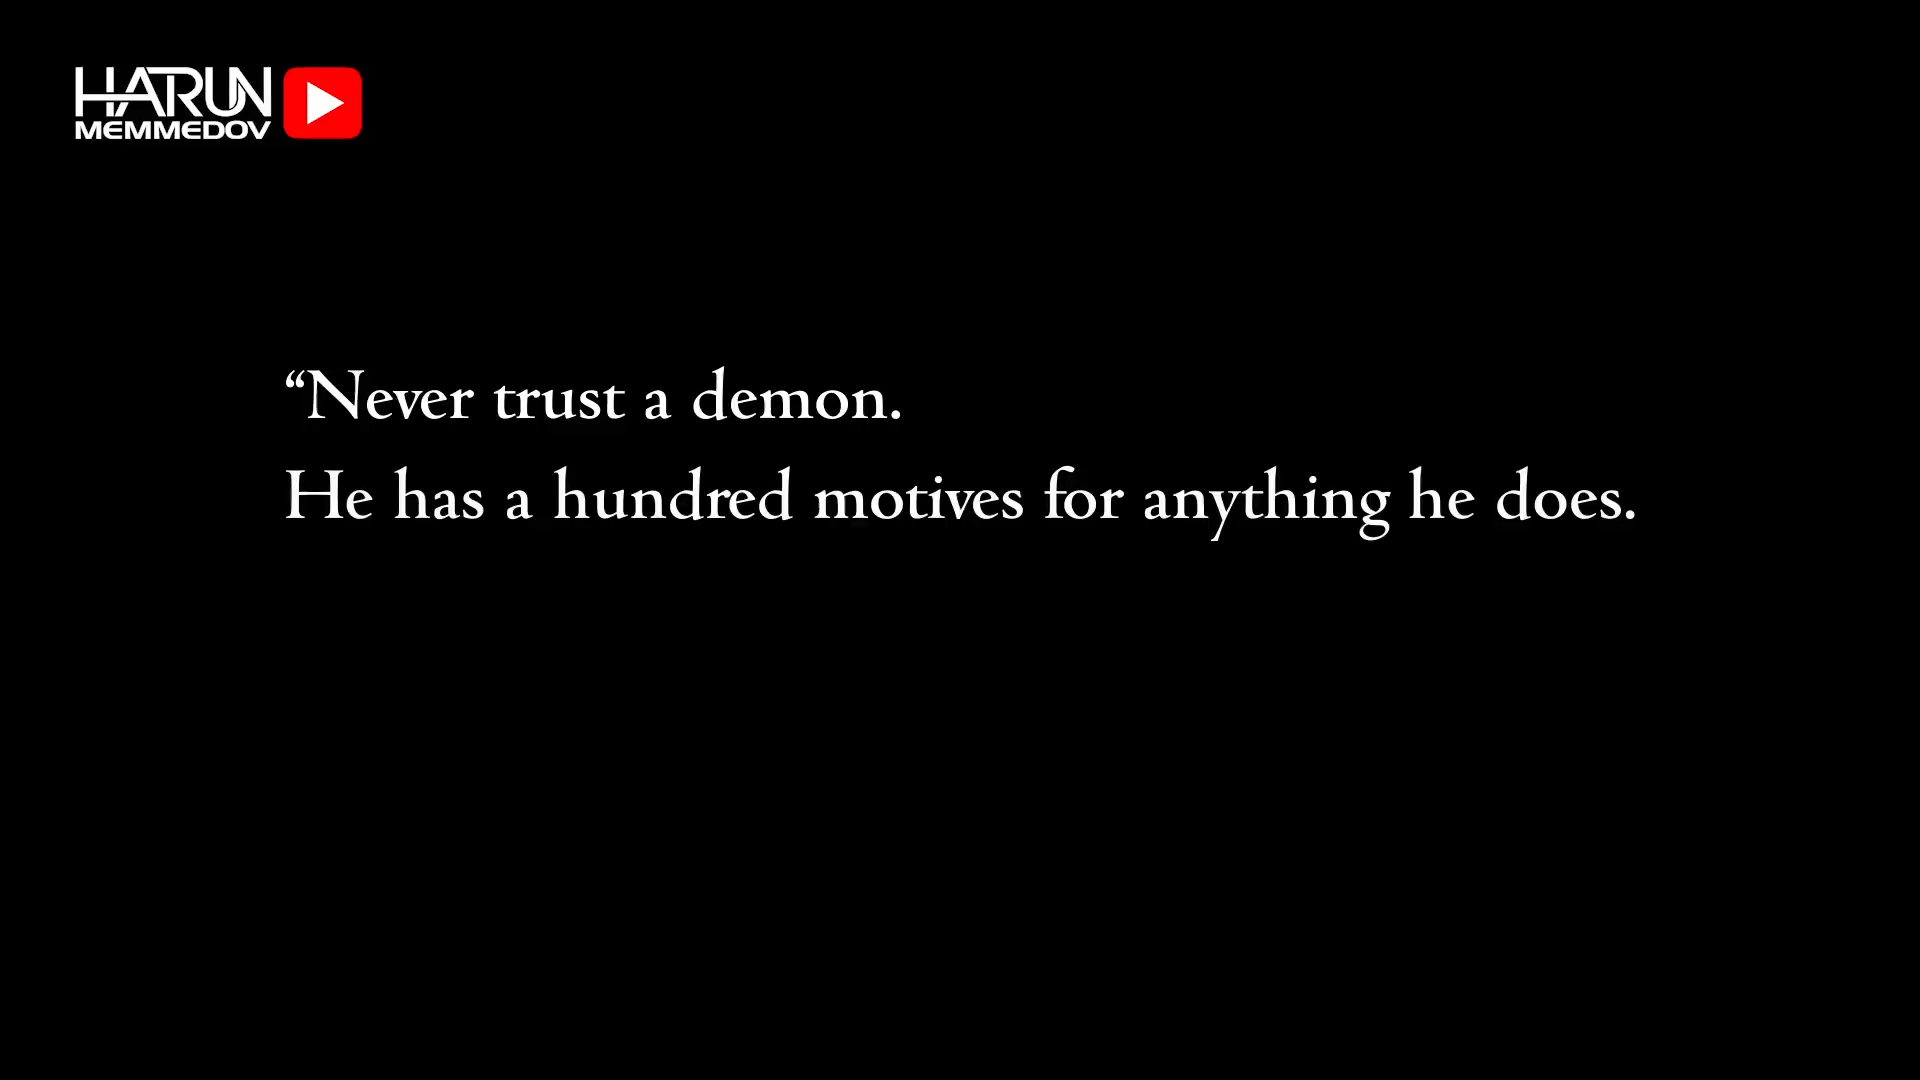 HARUN
MEMMEDOV
“Never trust a demon.
He has a hundred motives for anything he does.